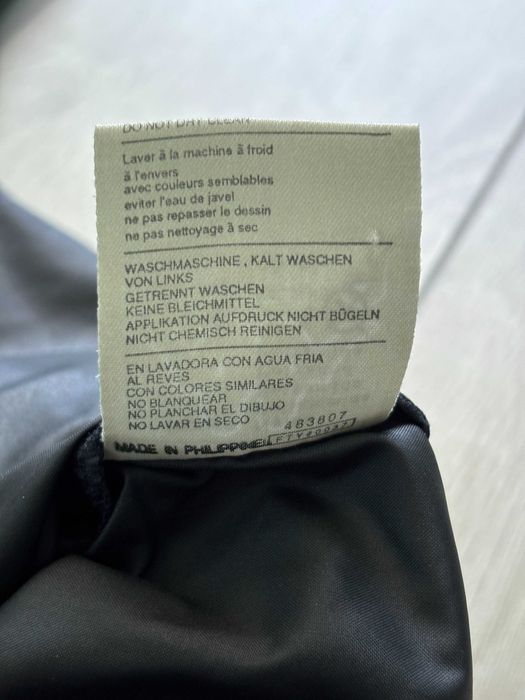 DO NOT DRY CLEAN
Laver à la machine à froid
à l'envers
avec couleurs semblables
eviter l'eau de javel
ne pas repasser le dessin
ne pas nettoyage à sec
WASCHMASCHINE, KALT WASCHEN
VON LINKS
GETRENNT WASCHEN
KEINE BLEICHMITTEL
APPLIKATION AUFDRUCK NICHT BÜGELN
NICHT CHEMISCH REINIGEN
EN LAVADORA CON AGUA FRIA
AL REVES
CON COLORES SIMILARES
NO BLANQUEAR
NO PLANCHAR EL DIBUJO
NO LAVAR EN SECO
483807
MADE IN PHILIPPINE